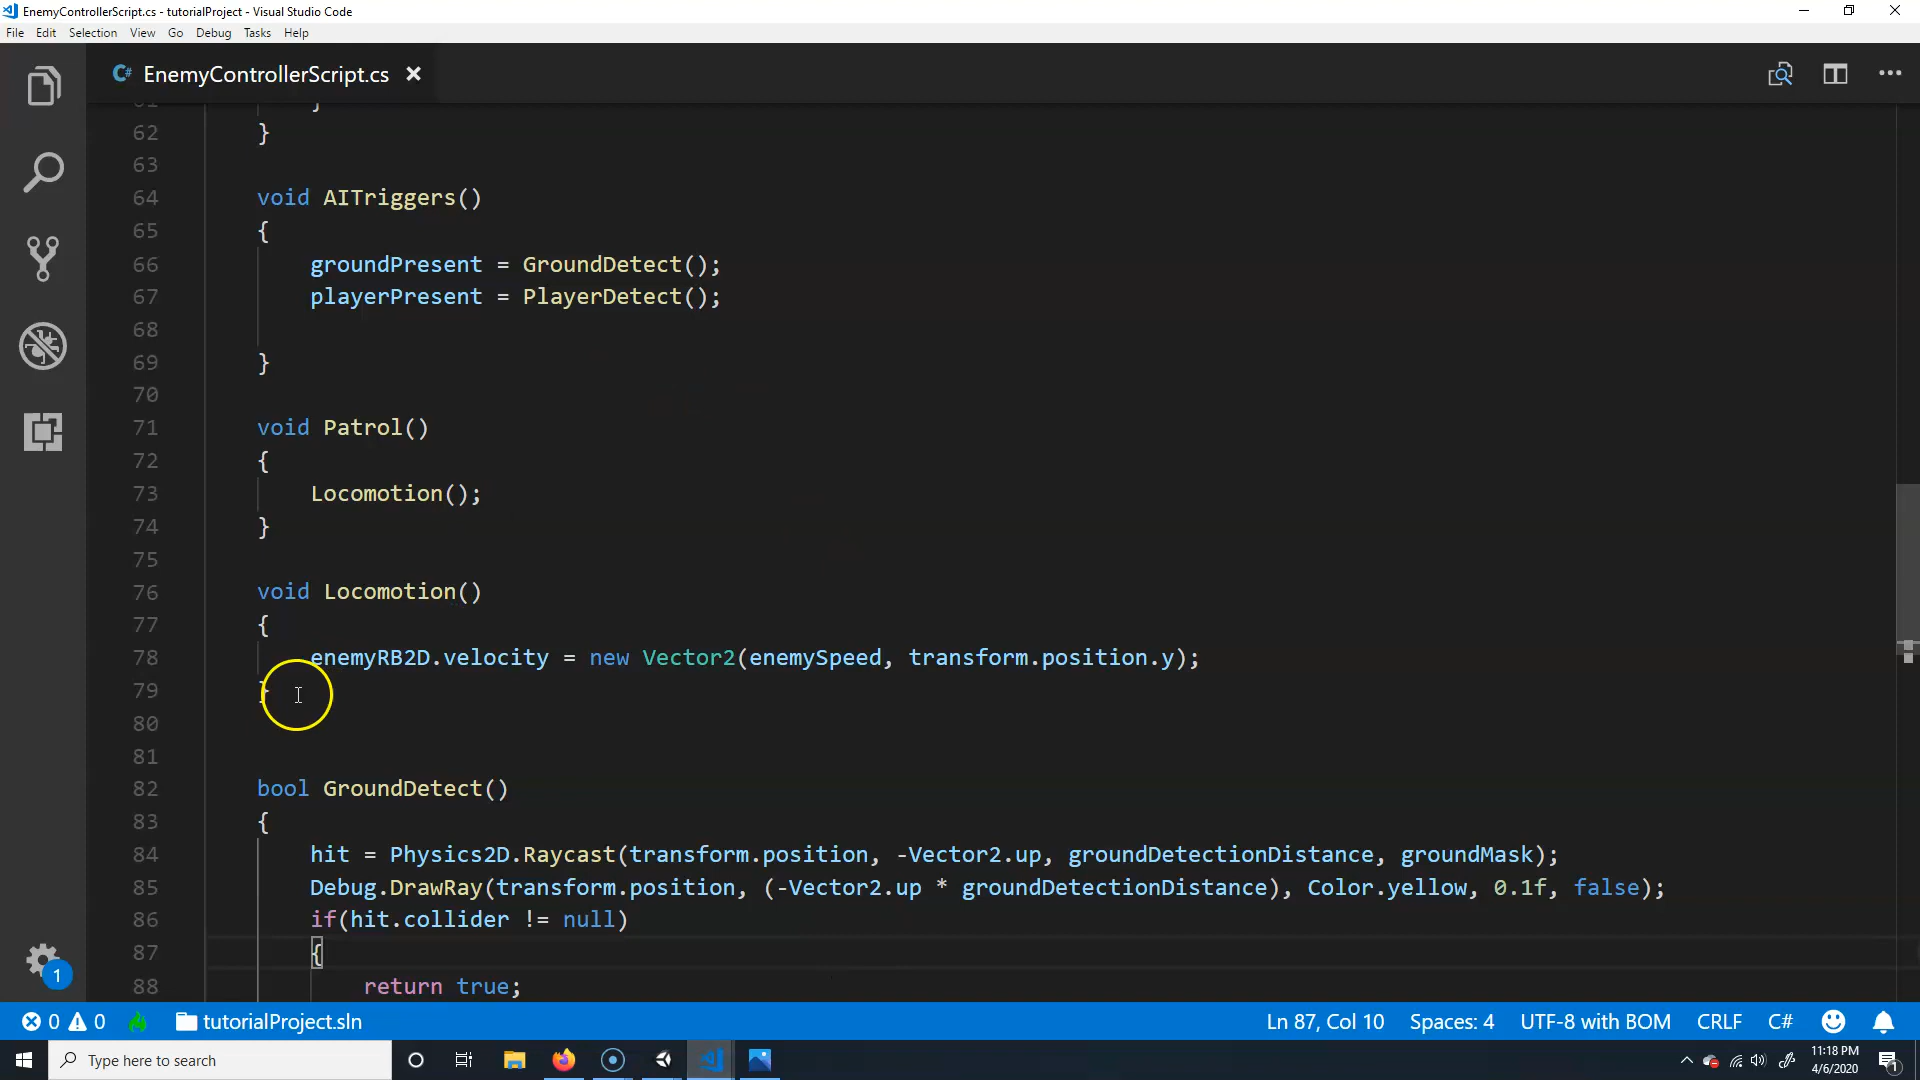 EnemyControllerScript.cs - tutorialProject - Visual Studio Code
File Edit Selection View Go Debug Tasks Help
C# EnemyControllerScript.cs
61 }
62 }
63
64 void AITriggers()
65 {
66 groundPresent = GroundDetect();
67 playerPresent = PlayerDetect();
68
69 }
70
71 void Patrol()
72 {
73 Locomotion();
74 }
75
76 void Locomotion()
77 {
78 enemyRB2D.velocity = new Vector2(enemySpeed, transform.position.y);
79 }
80
81
82 bool GroundDetect()
83 {
84 hit = Physics2D.Raycast(transform.position, -Vector2.up, groundDetectionDistance, groundMask);
85 Debug.DrawRay(transform.position, (-Vector2.up * groundDetectionDistance), Color.yellow, 0.1f, false);
86 if(hit.collider != null)
87 {
88 return true;
1
0 0 tutorialProject.sln Ln 87, Col 10 Spaces: 4 UTF-8 with BOM CRLF C#
Type here to search
11:18 PM
4/6/2020
1